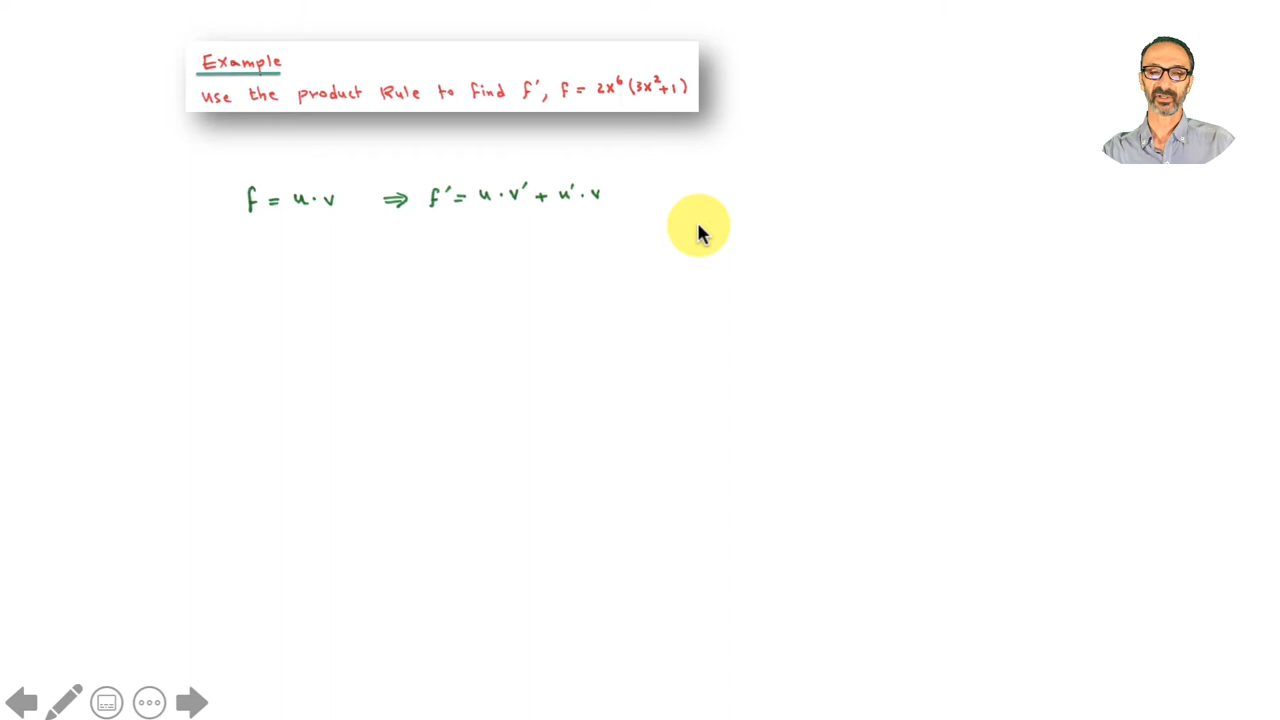 Example
Use the product Rule to find f', f = 2x⁶(3x²+1)
f = u·v ⇒ f' = u·v' + u'·v